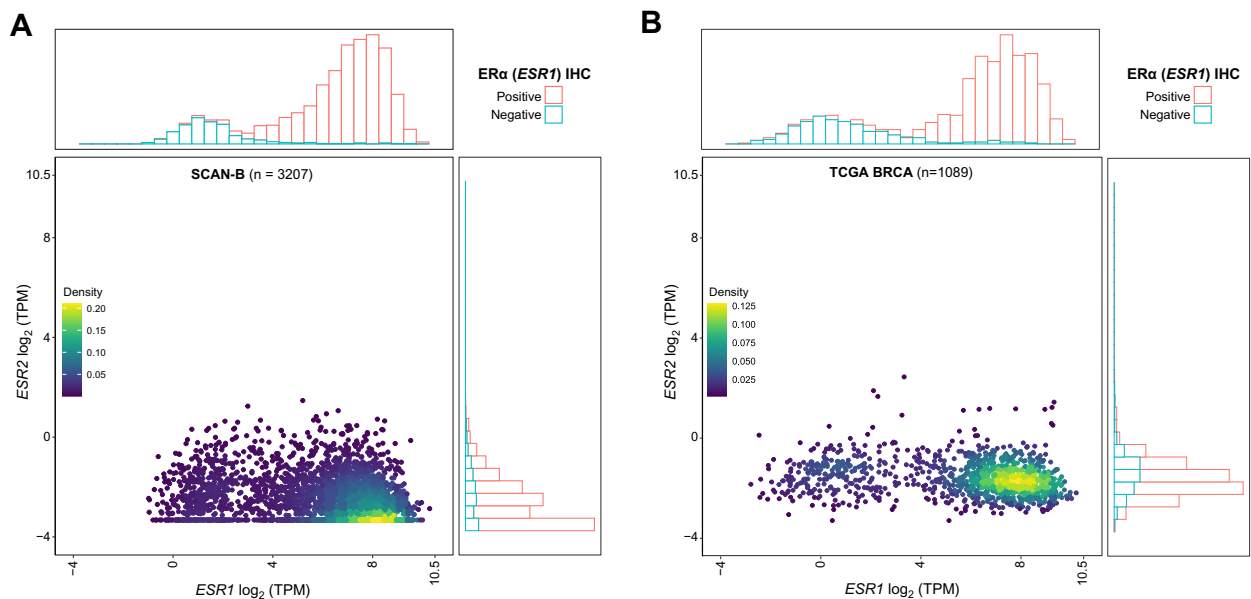 A
ERα (ESR1) IHC
Positive
Negative
SCAN-B (n = 3207)
10.5
8
4
0
−4
ESR2 log2 (TPM)
Density
0.20
0.15
0.10
0.05
−4
0
4
8
10.5
ESR1 log2 (TPM)
B
ERα (ESR1) IHC
Positive
Negative
TCGA BRCA (n=1089)
10.5
8
4
0
−4
ESR2 log2 (TPM)
Density
0.125
0.100
0.075
0.050
0.025
−4
0
4
8
10.5
ESR1 log2 (TPM)